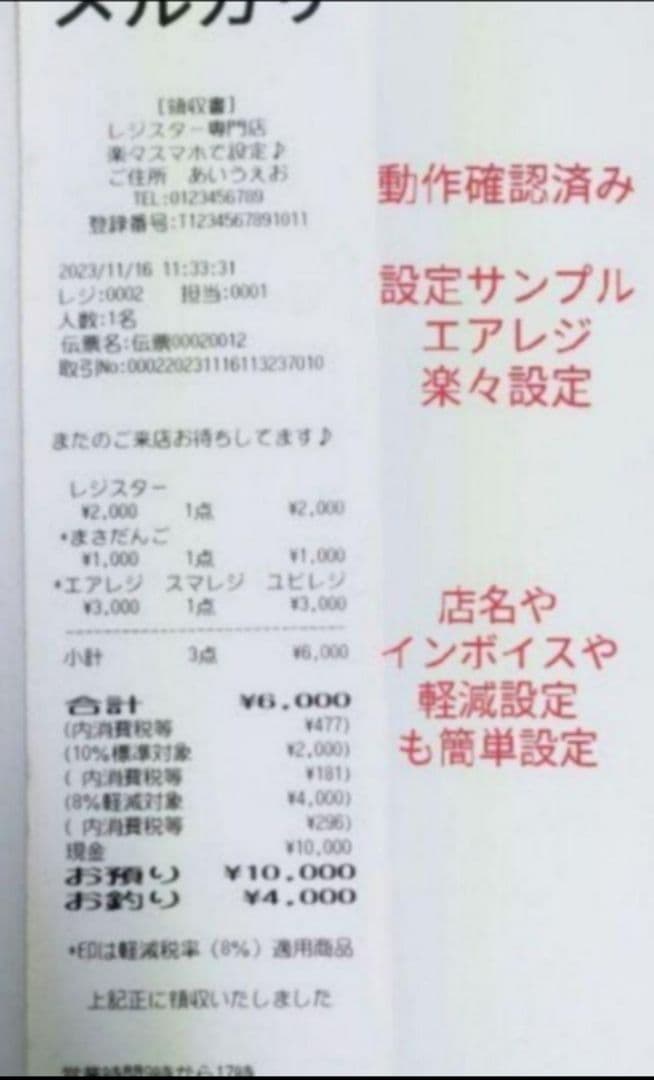 メルカリ
[領収書]
レジスター専門店
楽々スマホで設定♪
ご住所 あいうえお
TEL:0123456789
登録番号:T1234567891011
2023/11/16 11:33:31
レジ:0002 担当:0001
人数:1名
伝票名:伝票00020012
取引No:000220231116113237010
またのご来店お待ちしてます♪
レジスター
¥2,000 1点 ¥2,000
*まさだんご
¥1,000 1点 ¥1,000
*エアレジ スマレジ ユビレジ
¥3,000 1点 ¥3,000
小計 3点 ¥6,000
合計 ¥6,000
(内消費税等 ¥477)
(10%標準対象 ¥2,000)
( 内消費税等 ¥181)
(8%軽減対象 ¥4,000)
( 内消費税等 ¥296)
現金 ¥10,000
お預り ¥10,000
お釣り ¥4,000
*印は軽減税率(8%)適用商品
上記正に領収いたしました
動作確認済み
設定サンプル
エアレジ
楽々設定
店名や
インボイスや
軽減設定
も簡単設定